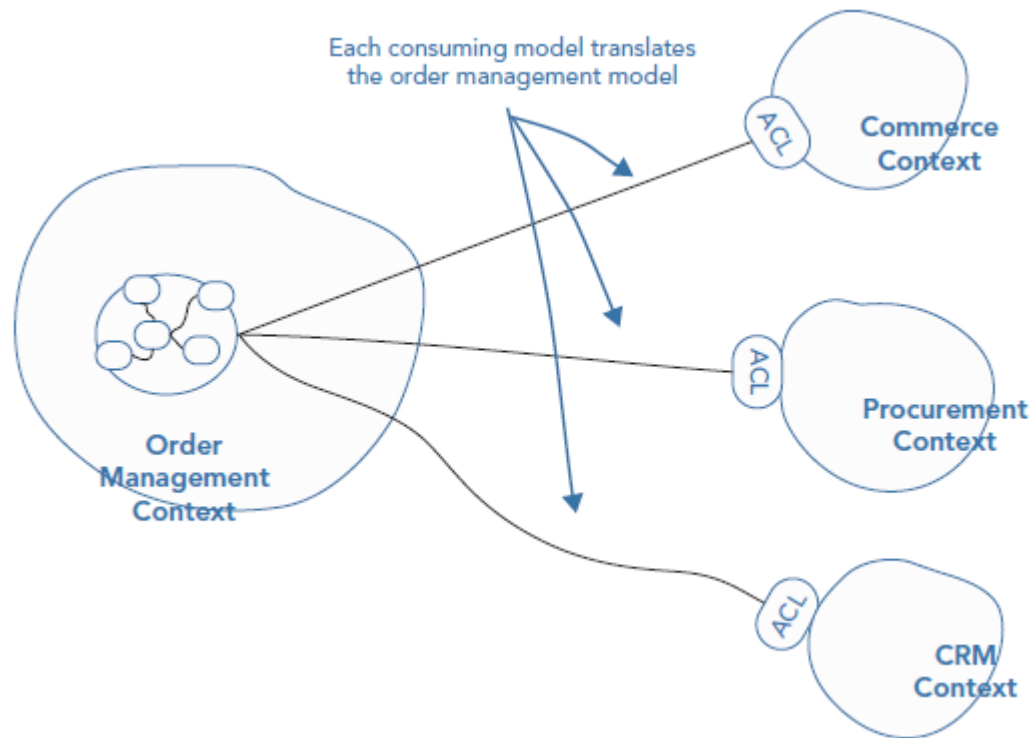 Each consuming model translates
the order management model
ACL
Commerce
Context
ACL
Procurement
Context
Order
Management
Context
ACL
CRM
Context